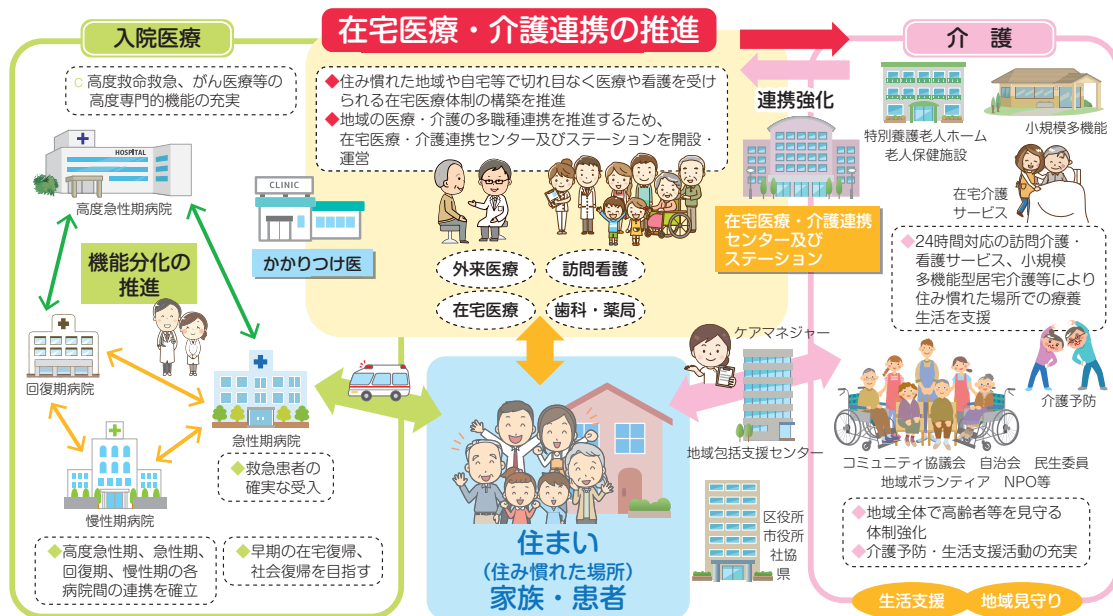 在宅医療・介護連携の推進
入院医療
c 高度救命救急、がん医療等の
高度専門的機能の充実
HOSPITAL
高度急性期病院
機能分化の
推進
回復期病院
急性期病院
◆救急患者の
確実な受入
慢性期病院
◆高度急性期、急性期、
回復期、慢性期の各
病院間の連携を確立
◆早期の在宅復帰、
社会復帰を目指す
◆住み慣れた地域や自宅等で切れ目なく医療や看護を受け
られる在宅医療体制の構築を推進
◆地域の医療・介護の多職種連携を推進するため、
在宅医療・介護連携センター及びステーションを開設・
運営
CLINIC
かかりつけ医
外来医療
訪問看護
在宅医療
歯科・薬局
連携強化
在宅医療・介護連携
センター及び
ステーション
ケアマネジャー
地域包括支援センター
区役所
市役所
社協
県
住まい
(住み慣れた場所)
家族・患者
介 護
特別養護老人ホーム
老人保健施設
小規模多機能
在宅介護
サービス
◆24時間対応の訪問介護・
看護サービス、小規模
多機能型居宅介護等により
住み慣れた場所での療養
生活を支援
介護予防
コミュニティ協議会 自治会 民生委員
地域ボランティア NPO等
◆地域全体で高齢者等を見守る
体制強化
◆介護予防・生活支援活動の充実
生活支援
地域見守り